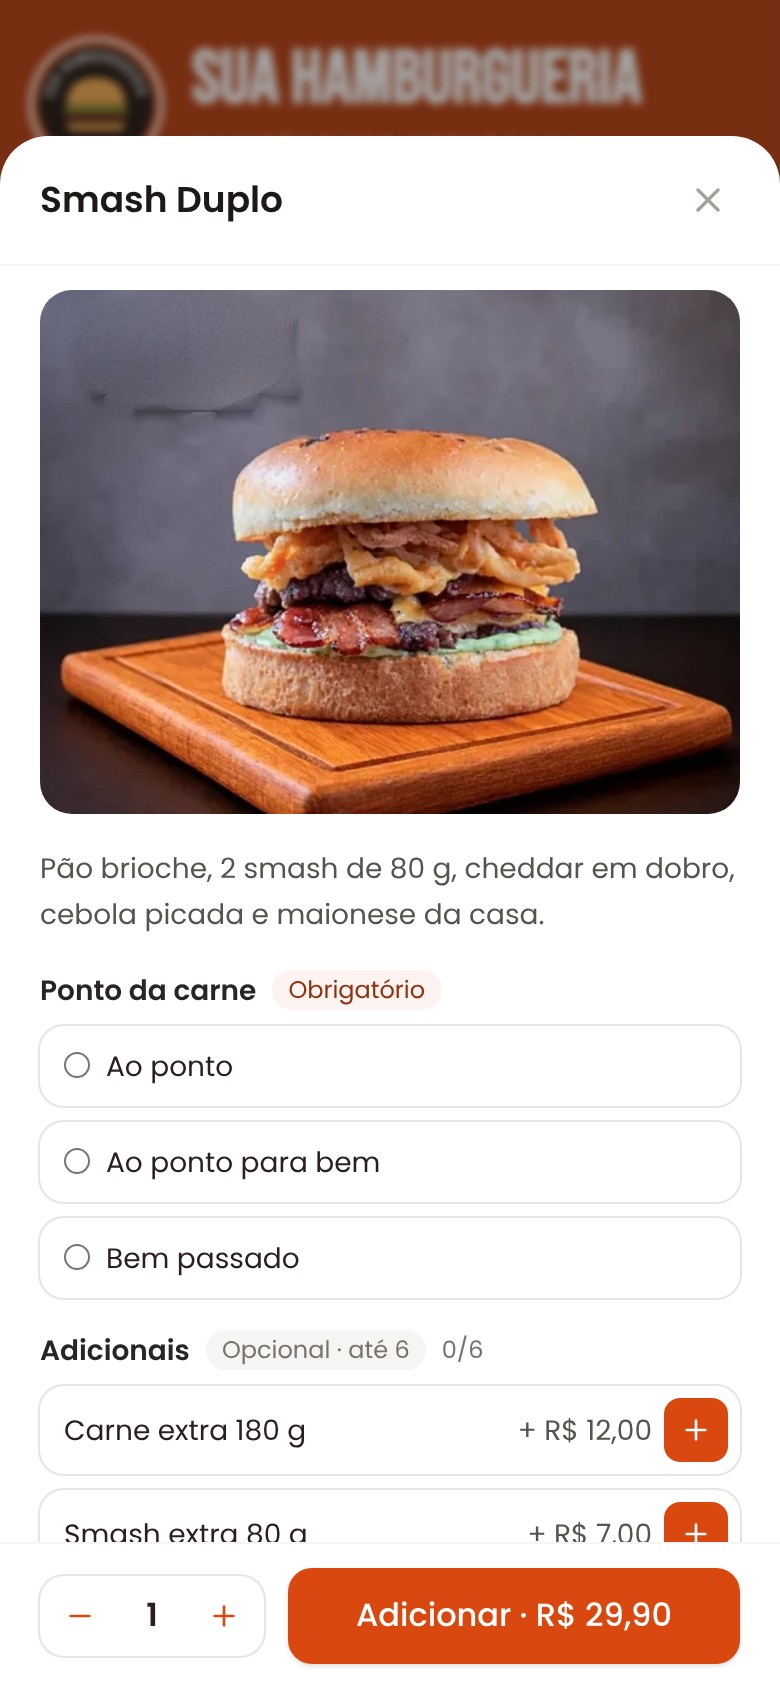 SUA HAMBURGUERIA
Smash Duplo
Pão brioche, 2 smash de 80 g, cheddar em dobro,
cebola picada e maionese da casa.
Ponto da carne Obrigatório
Ao ponto
Ao ponto para bem
Bem passado
Adicionais Opcional · até 6 0/6
Carne extra 180 g + R$ 12,00 +
Smash extra 80 g + R$ 7,00 +
− 1 + Adicionar · R$ 29,90